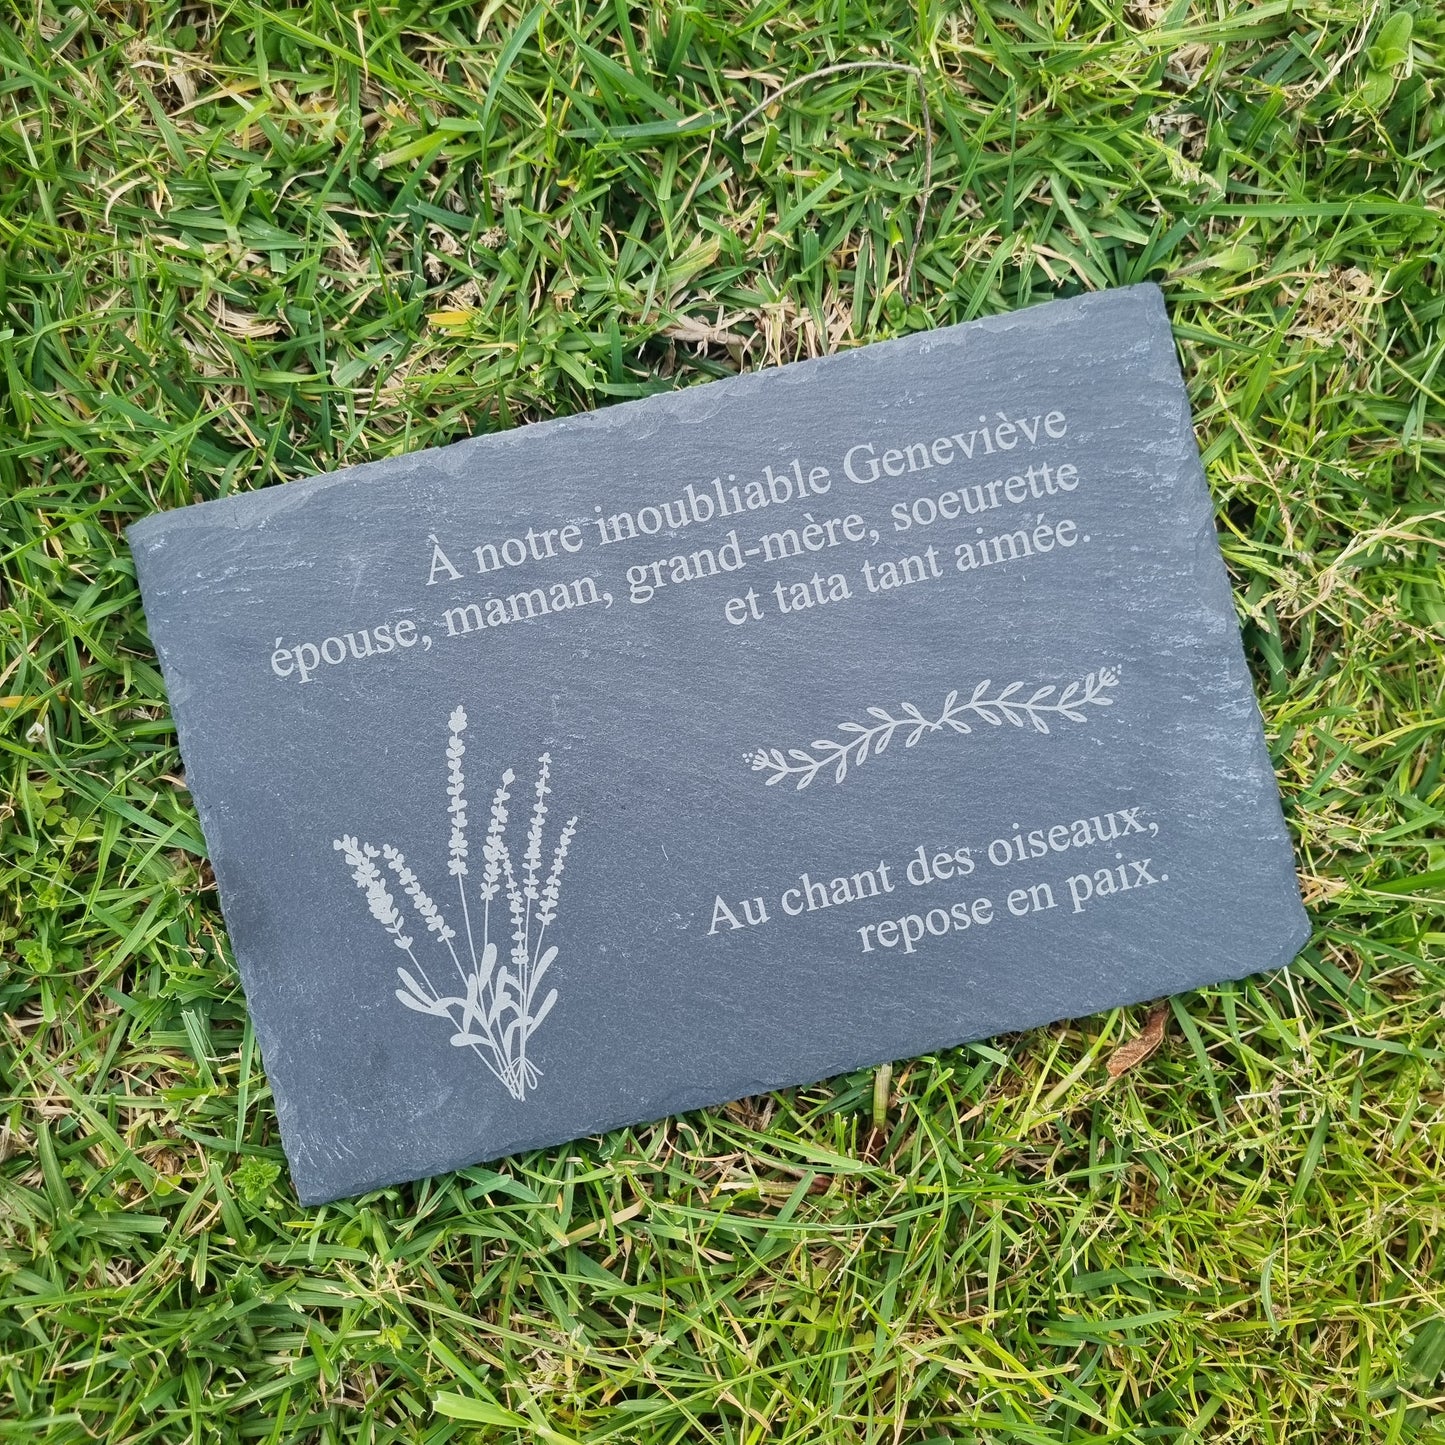 À notre inoubliable Geneviève
épouse, maman, grand-mère, soeurette
et tata tant aimée.
Au chant des oiseaux,
repose en paix.